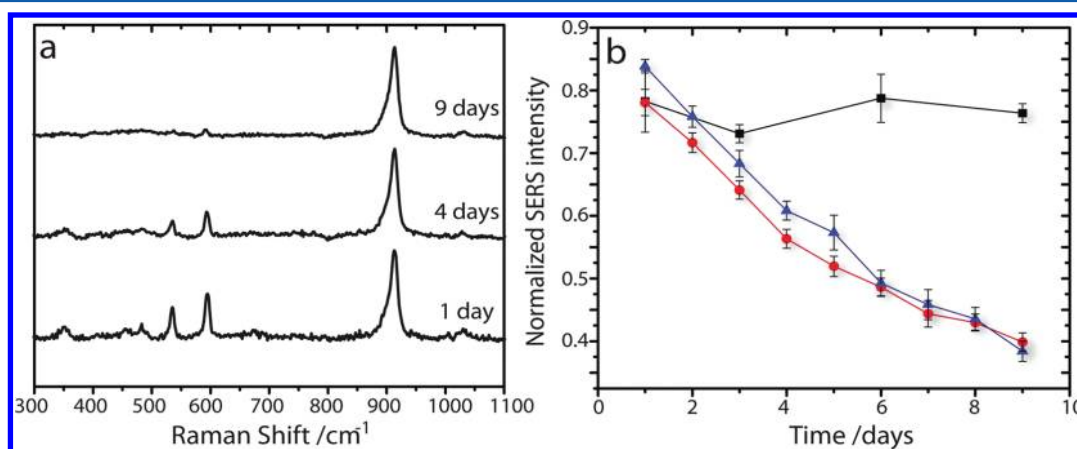 a
9 days
4 days
1 day
300 400 500 600 700 800 900 1000 1100
Raman Shift /cm-1
b
Normalized SERS intensity
0.9
0.8
0.7
0.6
0.5
0.4
0 2 4 6 8 10
Time /days